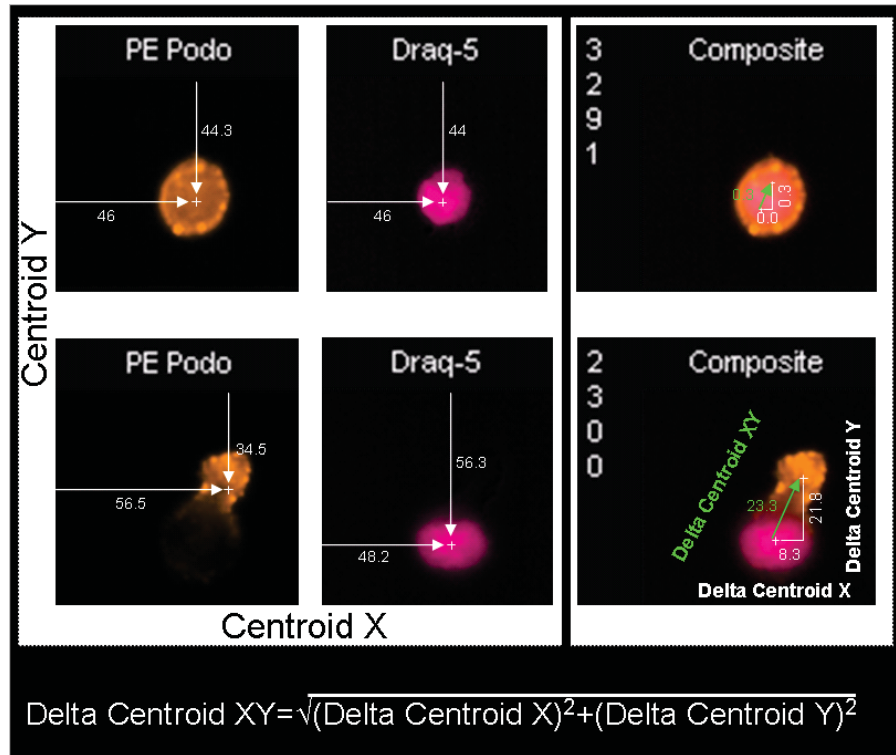 PE Podo
Draq-5
Composite
3
2
9
1
44.3
46
44
46
0.3
0.0
Centroid Y
PE Podo
Draq-5
Composite
2
3
0
0
34.5
56.5
56.3
48.2
Delta Centroid XY
23.3
21.8
8.3
Delta Centroid Y
Delta Centroid X
Centroid X
Delta Centroid XY=√(Delta Centroid X)²+(Delta Centroid Y)²